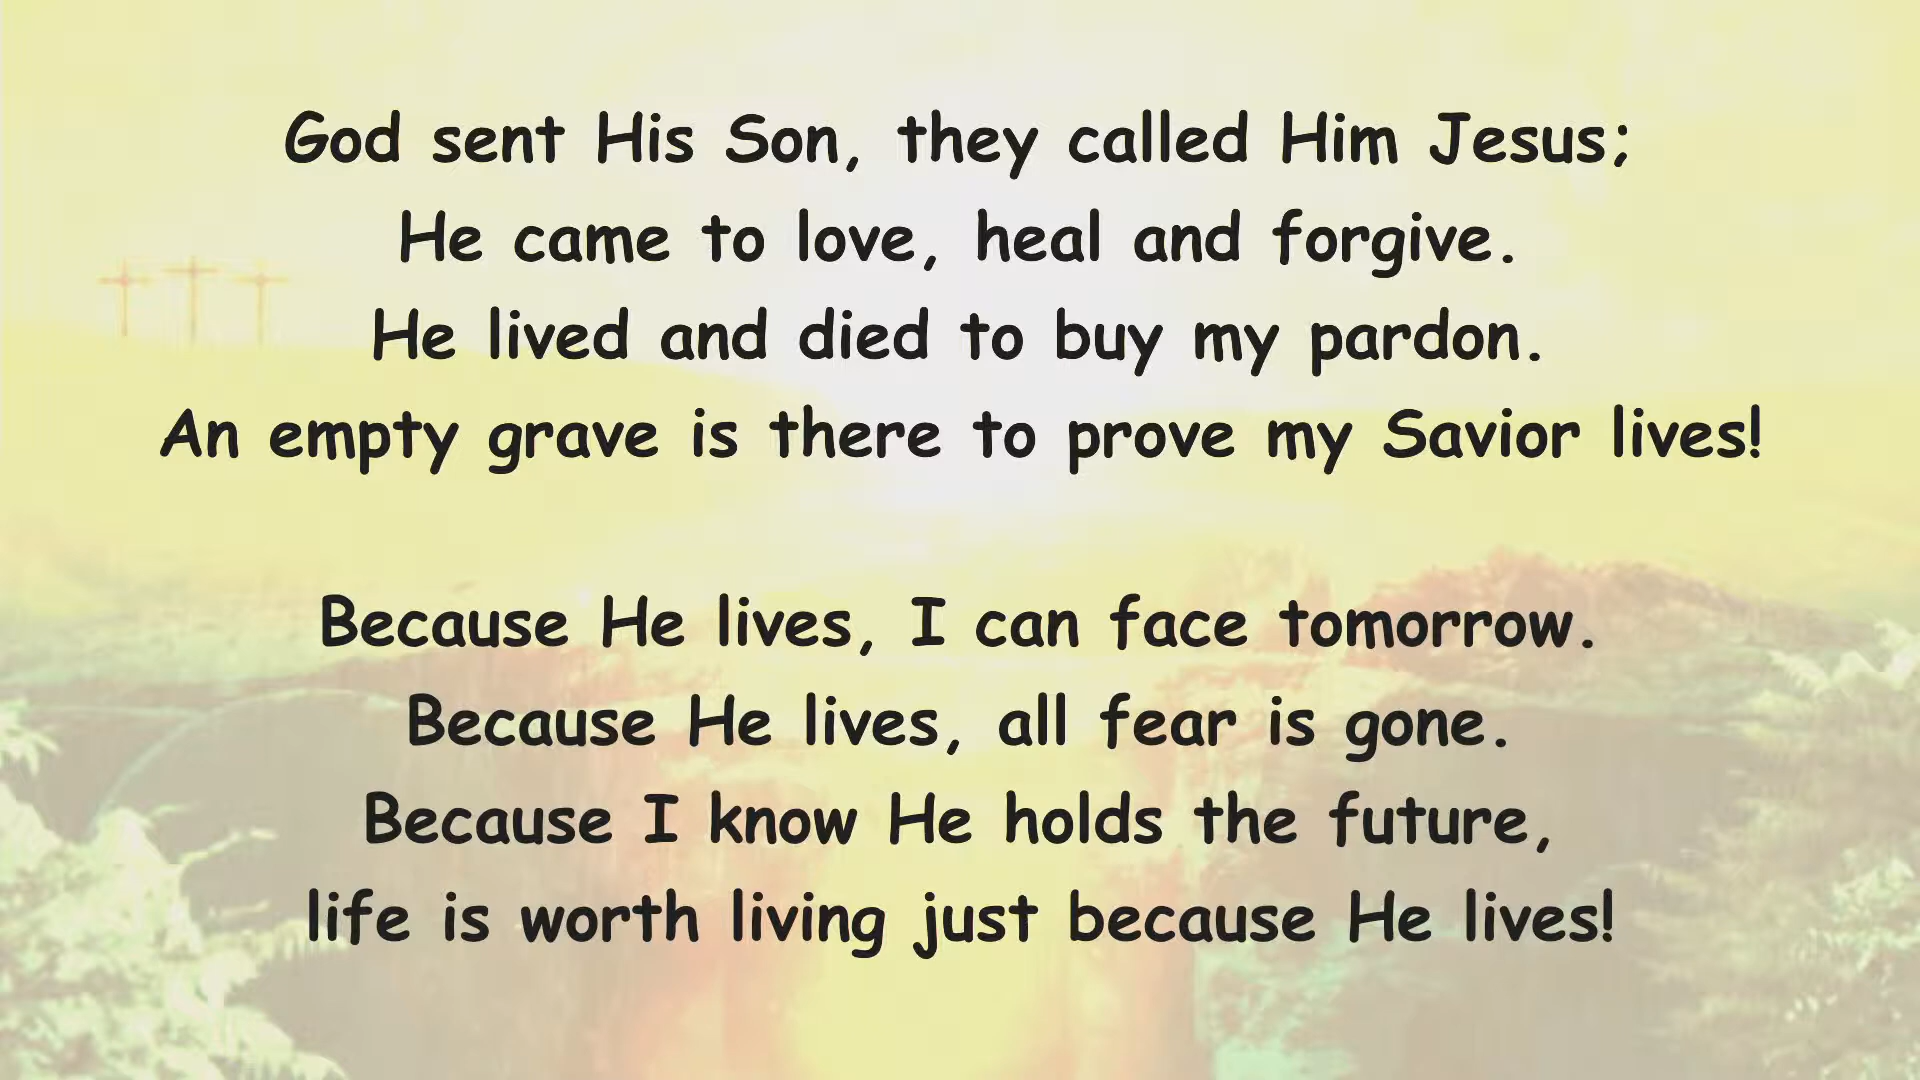 God sent His Son, they called Him Jesus;
He came to love, heal and forgive.
He lived and died to buy my pardon.
An empty grave is there to prove my Savior lives!
Because He lives, I can face tomorrow.
Because He lives, all fear is gone.
Because I know He holds the future,
life is worth living just because He lives!